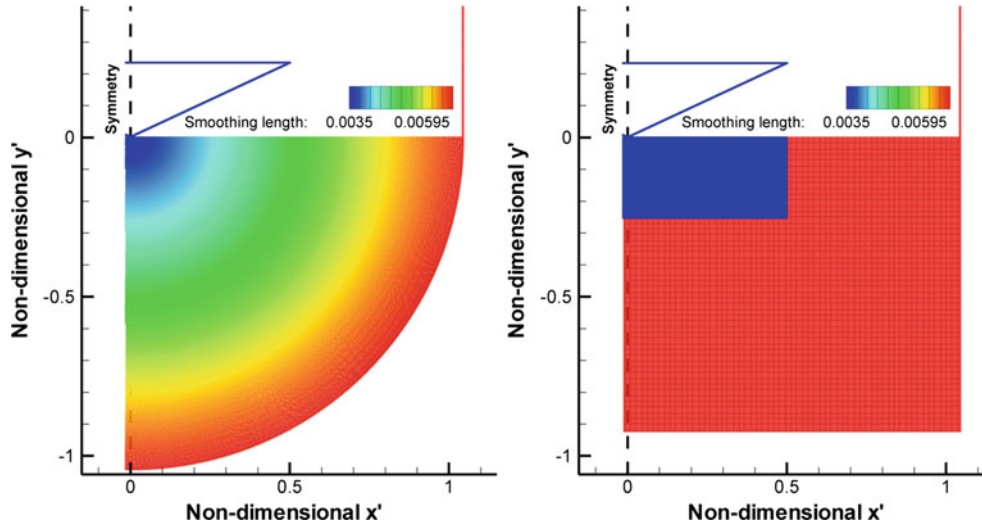 Symmetry
Smoothing length: 0.0035 0.00595
0
-0.5
-1
Non-dimensional y'
0 0.5 1
Non-dimensional x'
Symmetry
Smoothing length: 0.0035 0.00595
0
-0.5
-1
Non-dimensional y'
0 0.5 1
Non-dimensional x'